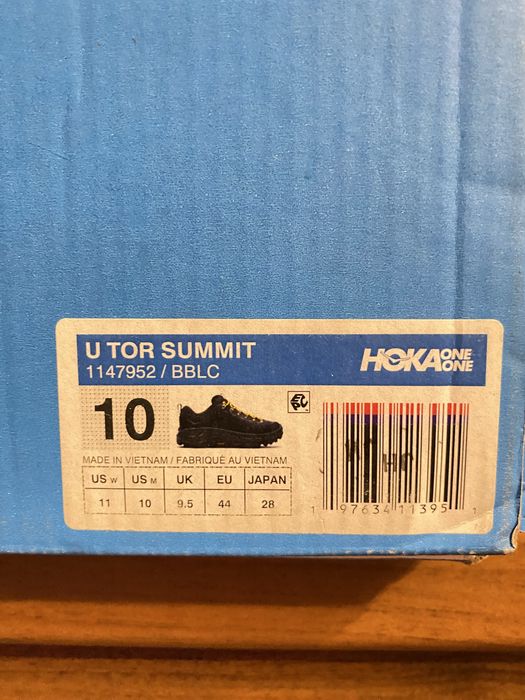 U TOR SUMMIT
1147952 / BBLC
HOKA ONE ONE
10
MADE IN VIETNAM / FABRIQUÉ AU VIETNAM
US W US M UK EU JAPAN
11 10 9.5 44 28
1 97634 11395 1